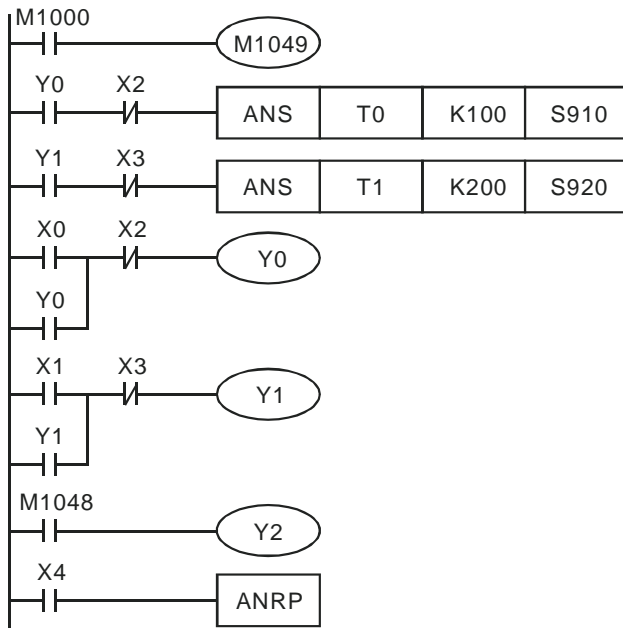 M1000
M1049
Y0 X2
ANS T0 K100 S910
Y1 X3
ANS T1 K200 S920
X0 X2
Y0
Y0
X1 X3
Y1
Y1
M1048
Y2
X4
ANRP